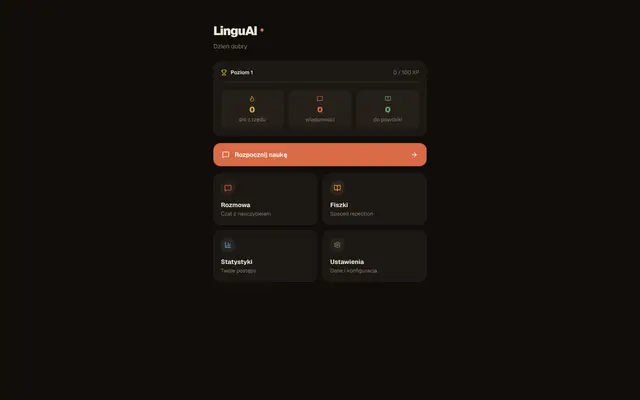 LinguAI
Dzień dobry
Poziom 1
0 / 100 XP
0 0 0
dni z rzędu wiadomości do powtórki
Rozpocznij naukę
Rozmowa Fiszki
Czat z nauczycielem Spaced repetition
Statystyki Ustawienia
Twoje postępy Dane i konfiguracja